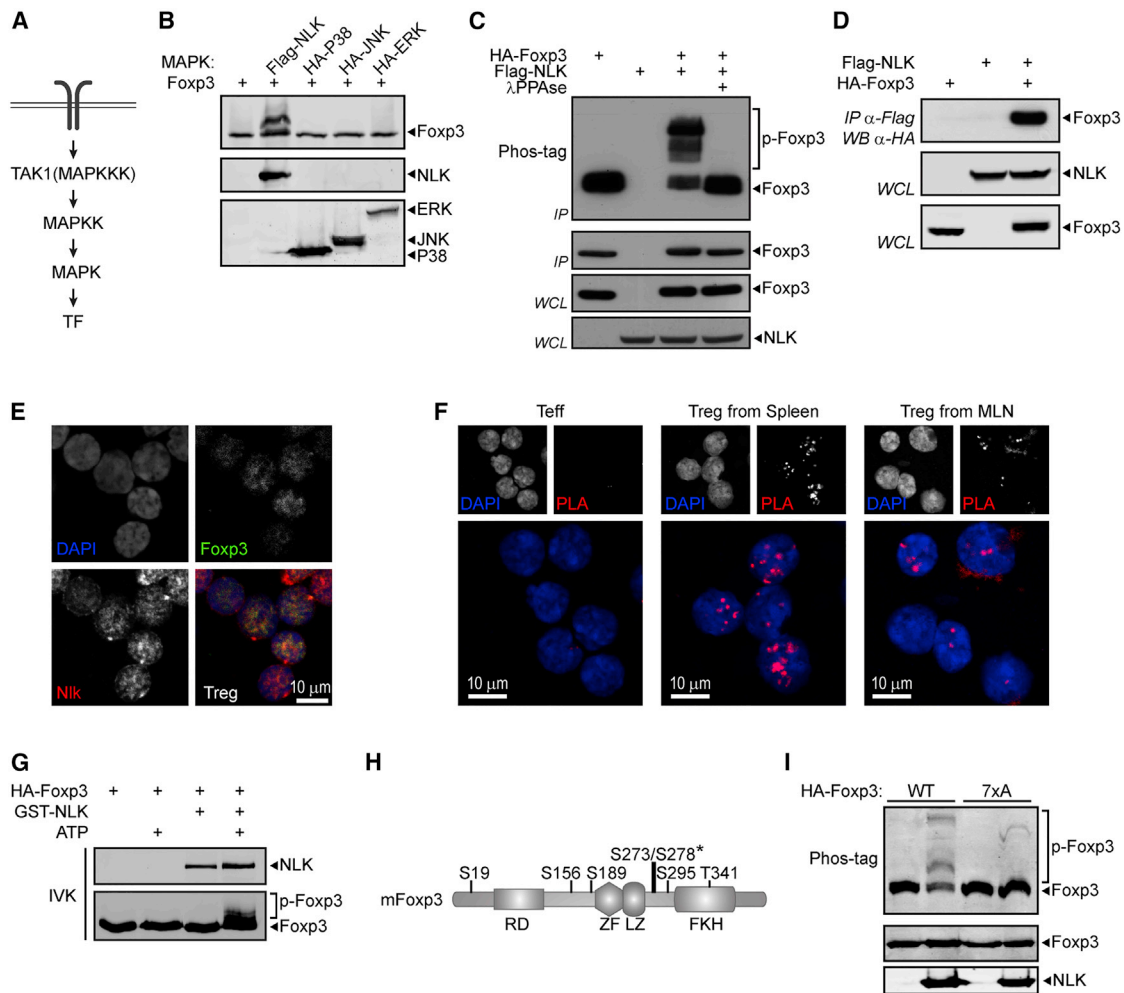 A
TAK1(MAPKKK)
MAPKK
MAPK
TF
B
MAPK:
Flag-NLK
HA-P38
HA-JNK
HA-ERK
Foxp3 + + + + +
Foxp3
NLK
ERK
JNK
P38
C
HA-Foxp3 + + +
Flag-NLK + + +
λPPAse +
Phos-tag
p-Foxp3
Foxp3
IP
IP
Foxp3
WCL
Foxp3
WCL
NLK
D
Flag-NLK + +
HA-Foxp3 + +
IP α-Flag
WB α-HA
Foxp3
WCL
NLK
WCL
Foxp3
E
DAPI
Foxp3
Nlk
Treg
10 μm
F
Teff
Treg from Spleen
Treg from MLN
DAPI PLA
DAPI PLA
DAPI PLA
10 μm
10 μm
10 μm
G
HA-Foxp3 + + + +
GST-NLK + +
ATP + +
IVK
NLK
p-Foxp3
Foxp3
H
S273/S278*
S19 S156 S189 S295 T341
mFoxp3
RD ZF LZ FKH
I
HA-Foxp3: WT 7xA
Phos-tag
p-Foxp3
Foxp3
Foxp3
NLK